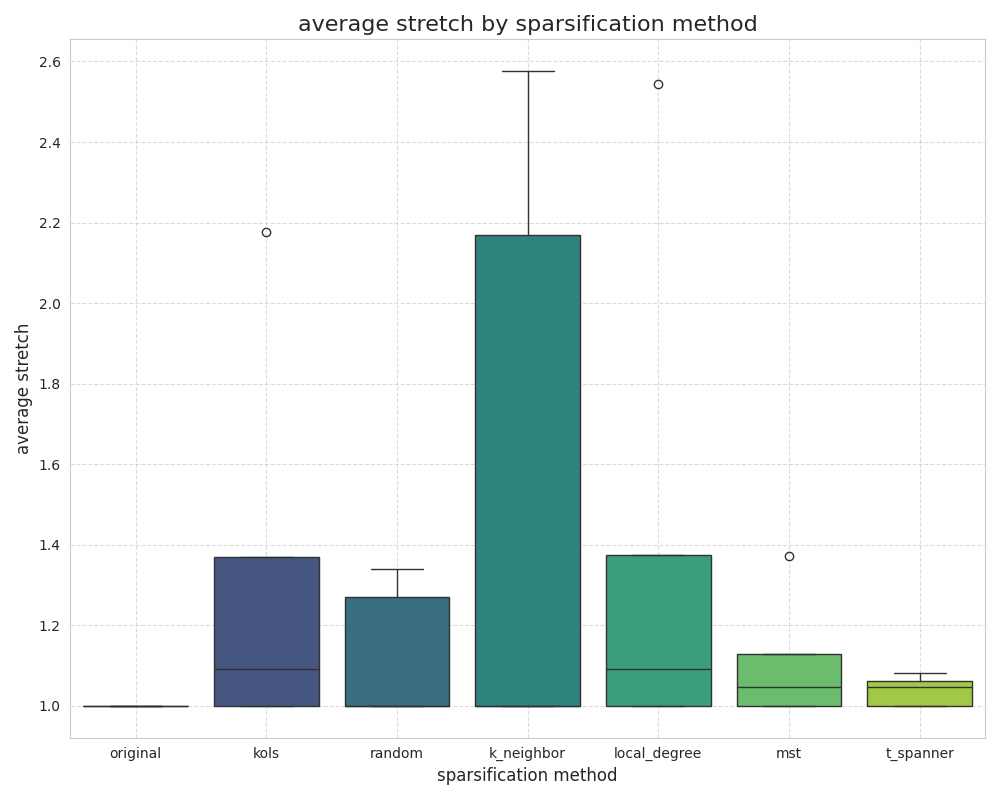 average stretch by sparsification method
average stretch
2.6
2.4
2.2
2.0
1.8
1.6
1.4
1.2
1.0
original kols random k_neighbor local_degree mst t_spanner
sparsification method